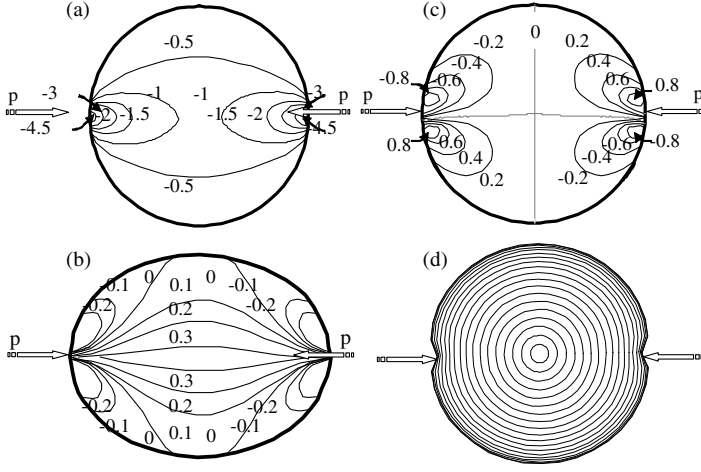 (a)
-0.5
-3 -1 -1 -3
p -2 -1.5 -1.5 -2 p
-4.5 -4.5
-0.5
(c)
0
-0.2 0.2
-0.4 0.4
-0.8 -0.6 0.6 0.8
p p
0.8 0.6 -0.6 -0.8
0.4 -0.4
0.2 -0.2
(b)
0 0
-0.1 0.1 0.1 -0.1
-0.2 0.2 -0.2
p 0.3 p
0.3
-0.2 0.2 -0.2
-0.1 0 0.1 0 -0.1
(d)